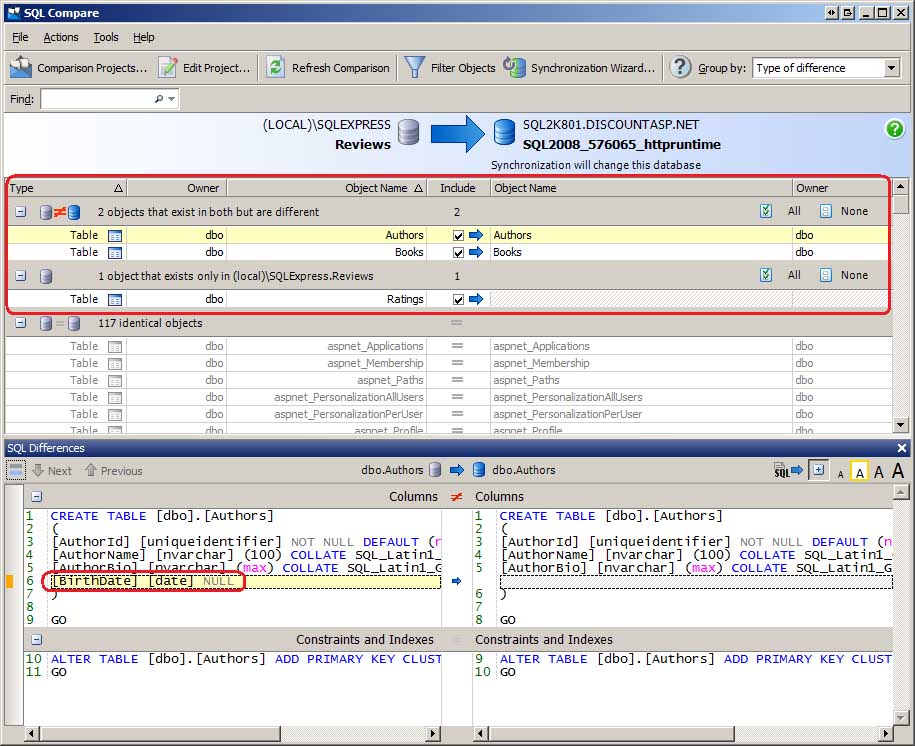 SQL Compare
File Actions Tools Help
Comparison Projects... Edit Project... Refresh Comparison Filter Objects Synchronization Wizard... Group by: Type of difference
Find:
(LOCAL)\SQLEXPRESS SQL2K801.DISCOUNTASP.NET
Reviews SQL2008_576065_httpruntime
Synchronization will change this database
Type Owner Object Name Include Object Name Owner
2 objects that exist in both but are different 2 All None
Table dbo Authors Authors dbo
Table dbo Books Books dbo
1 object that exists only in (local)\SQLExpress.Reviews 1 All None
Table dbo Ratings
117 identical objects =
Table dbo aspnet_Applications = aspnet_Applications dbo
Table dbo aspnet_Membership = aspnet_Membership dbo
Table dbo aspnet_Paths = aspnet_Paths dbo
Table dbo aspnet_PersonalizationAllUsers = aspnet_PersonalizationAllUsers dbo
Table dbo aspnet_PersonalizationPerUser = aspnet_PersonalizationPerUser dbo
Table dbo aspnet_Profile = aspnet_Profile dbo
SQL Differences
Next Previous dbo.Authors dbo.Authors SQL A A A A
Columns ≠ Columns
1 CREATE TABLE [dbo].[Authors] 1 CREATE TABLE [dbo].[Authors]
2 ( 2 (
3 [AuthorId] [uniqueidentifier] NOT NULL DEFAULT (n 3 [AuthorId] [uniqueidentifier] NOT NULL DEFAULT (n
4 [AuthorName] [nvarchar] (100) COLLATE SQL_Latin1_ 4 [AuthorName] [nvarchar] (100) COLLATE SQL_Latin1_
5 [AuthorBio] [nvarchar] (max) COLLATE SQL_Latin1_G 5 [AuthorBio] [nvarchar] (max) COLLATE SQL_Latin1_G
6 [BirthDate] [date] NULL
7 ) 6 )
8 7
9 GO 8 GO
Constraints and Indexes = Constraints and Indexes
10 ALTER TABLE [dbo].[Authors] ADD PRIMARY KEY CLUST 9 ALTER TABLE [dbo].[Authors] ADD PRIMARY KEY CLUST
11 GO 10 GO